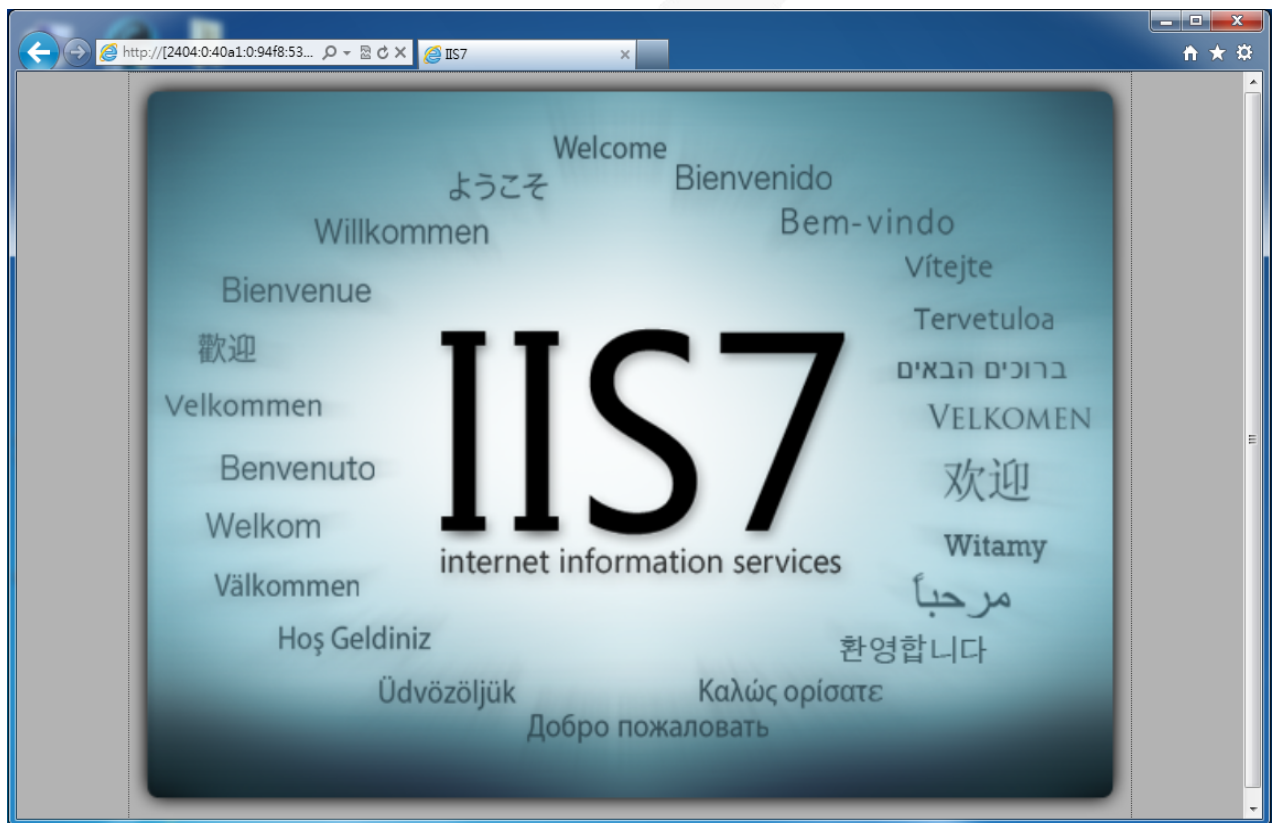 http://[2404:0:40a1:0:94f8:53...
IIS7
Welcome
ようこそ
Bienvenido
Willkommen
Bem-vindo
Vítejte
Bienvenue
Tervetuloa
歡迎
ברוכים הבאים
Velkommen
VELKOMEN
IIS7
Benvenuto
欢迎
Welkom
internet information services
Witamy
Välkommen
مرحباً
Hoş Geldiniz
환영합니다
Üdvözöljük
Καλώς ορίσατε
Добро пожаловать